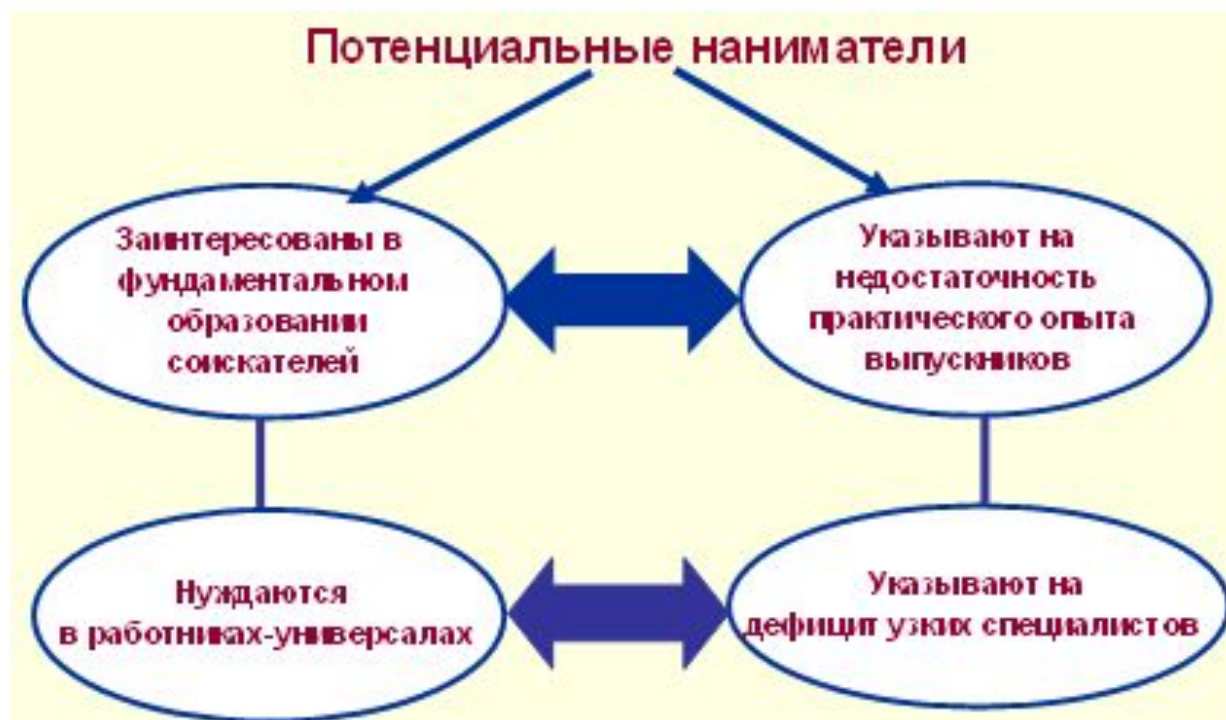 Потенциальные наниматели
Заинтересованы в
фундаментальном
образовании
соискателей
Указывают на
недостаточность
практического опыта
выпускников
Нуждаются
в работниках-универсалах
Указывают на
дефицит узких специалистов